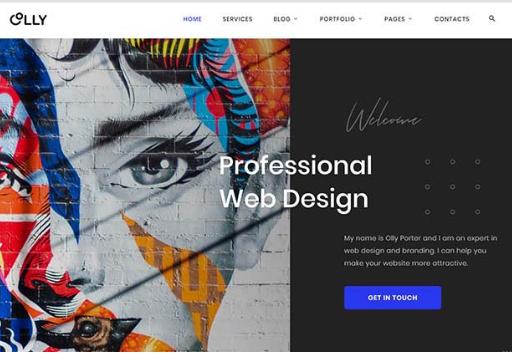 OLLY
HOME SERVICES BLOG PORTFOLIO PAGES CONTACTS
Welcome
Professional
Web Design
My name is Olly Porter and I am an expert in
web design and branding. I can help you
make your website more attractive.
GET IN TOUCH